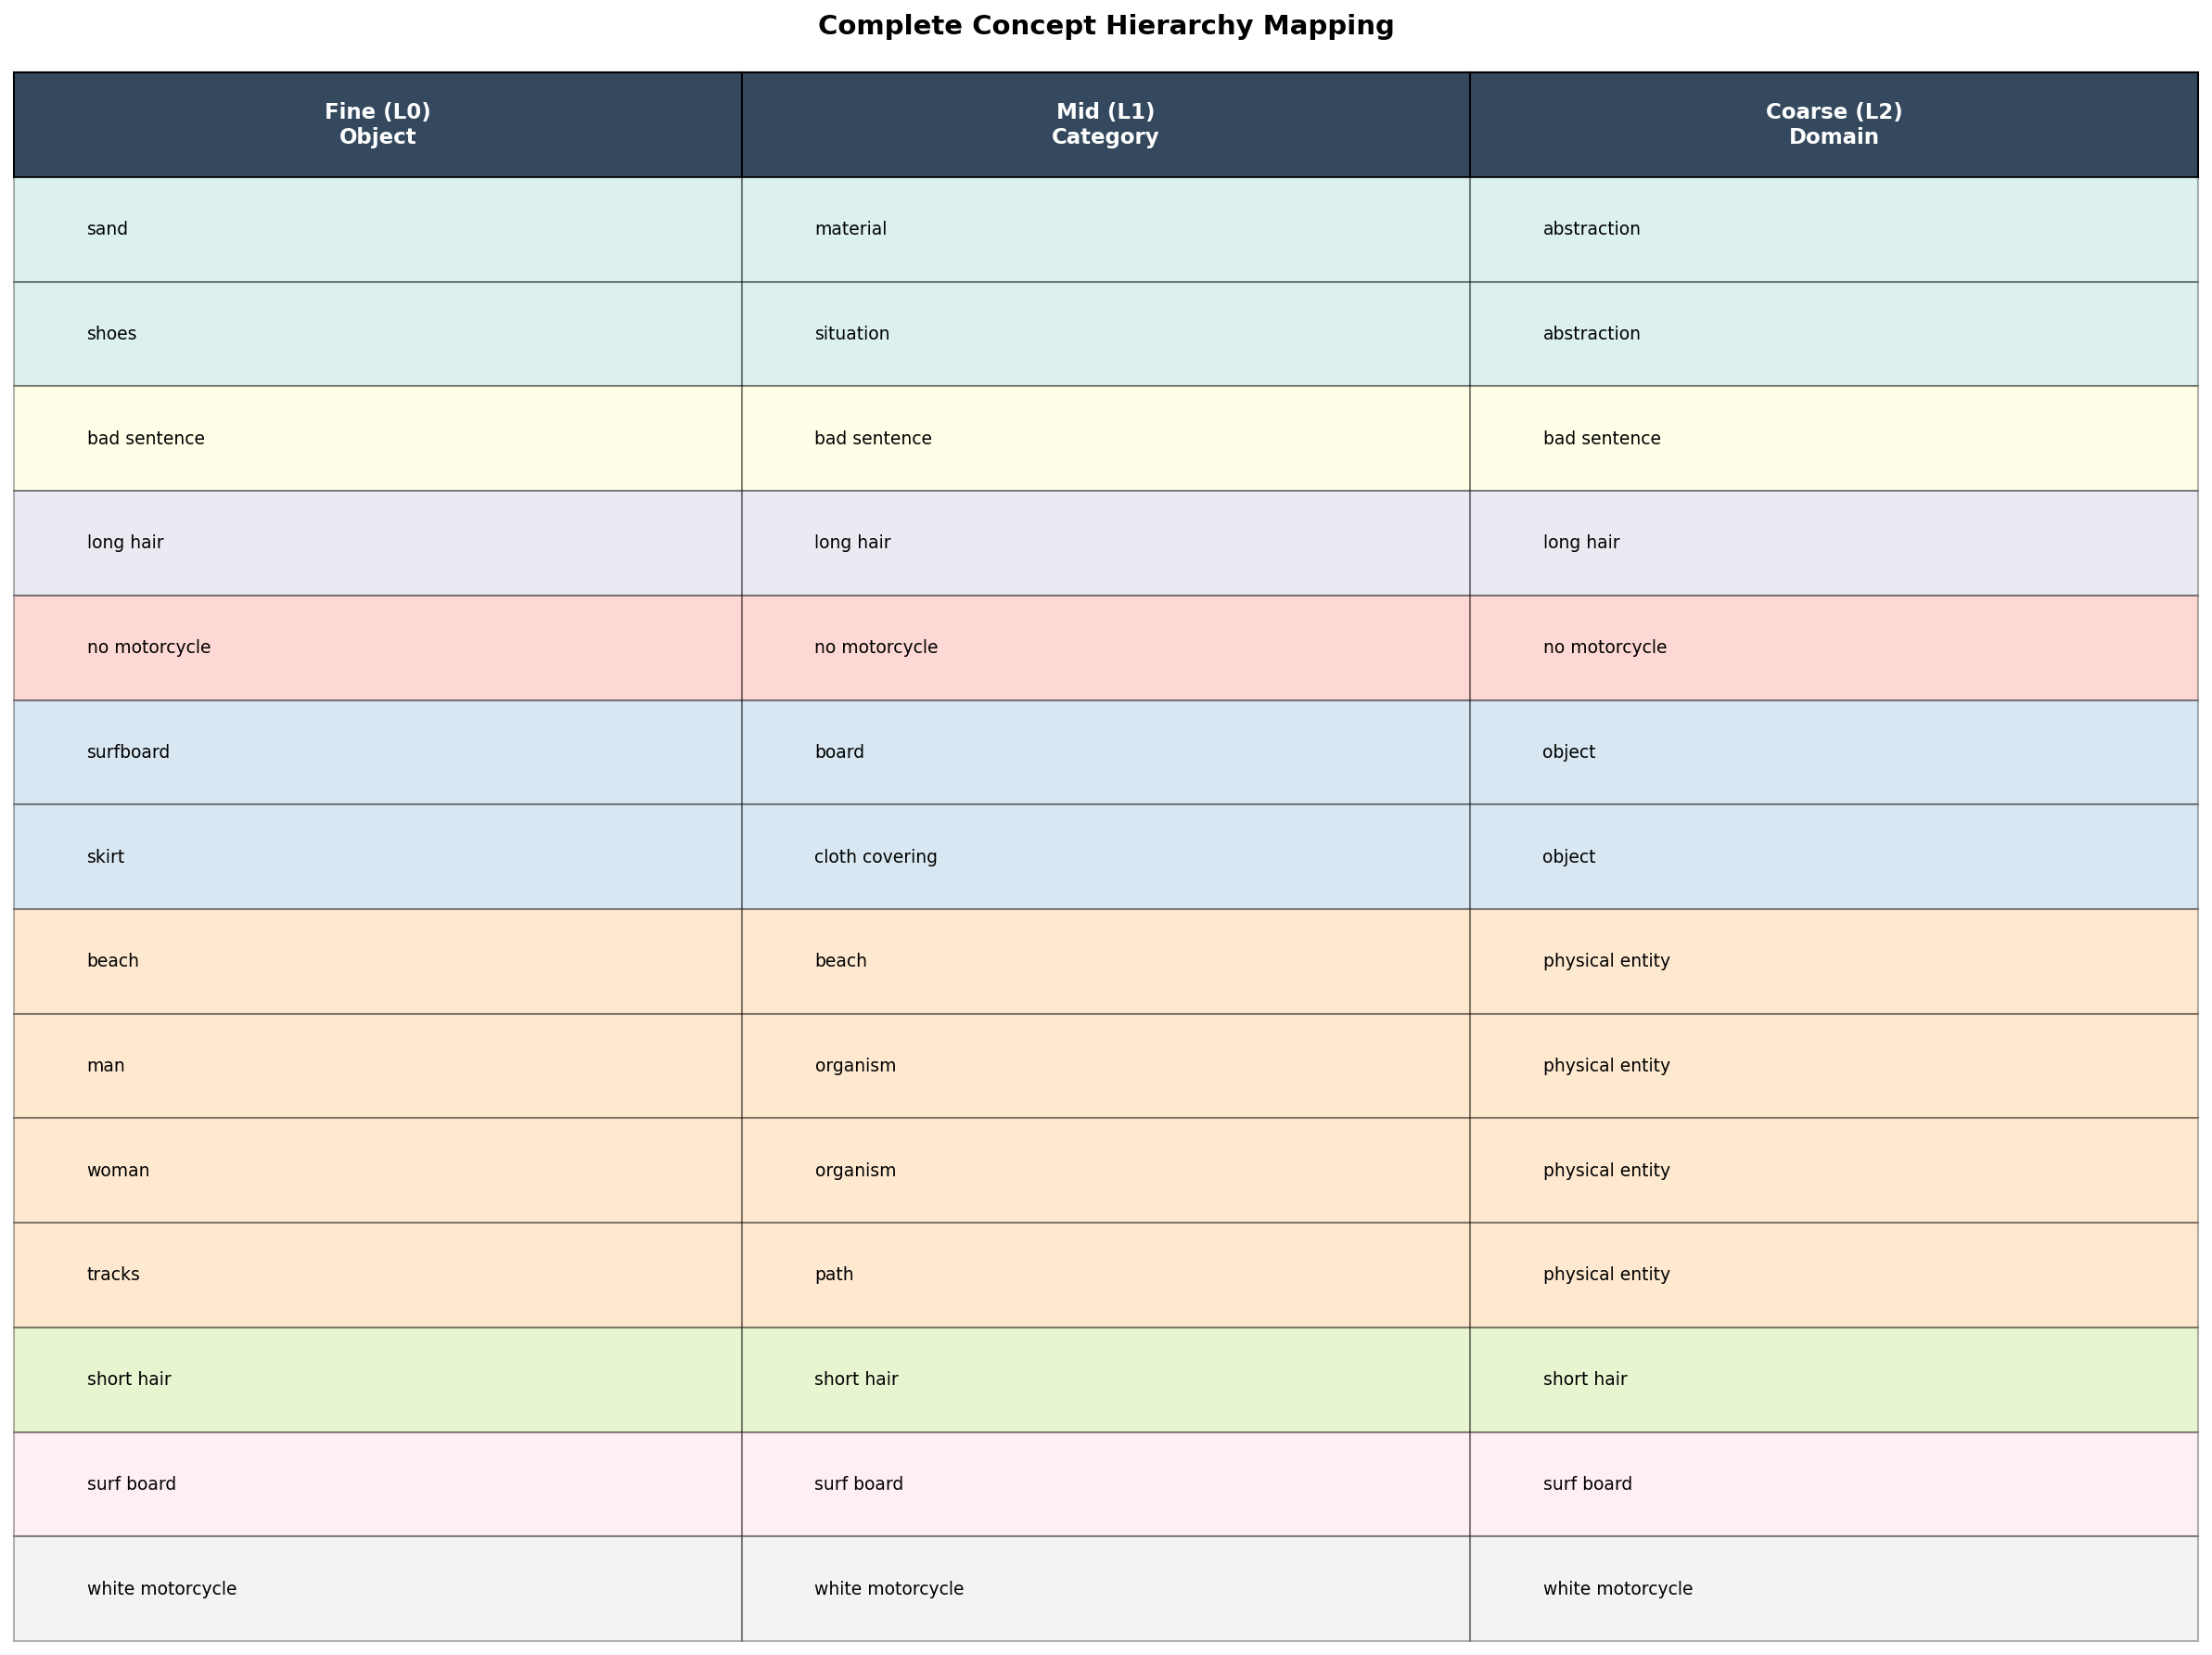 Complete Concept Hierarchy Mapping
Fine (L0) Mid (L1) Coarse (L2)
Object Category Domain
sand material abstraction
shoes situation abstraction
bad sentence bad sentence bad sentence
long hair long hair long hair
no motorcycle no motorcycle no motorcycle
surfboard board object
skirt cloth covering object
beach beach physical entity
man organism physical entity
woman organism physical entity
tracks path physical entity
short hair short hair short hair
surf board surf board surf board
white motorcycle white motorcycle white motorcycle